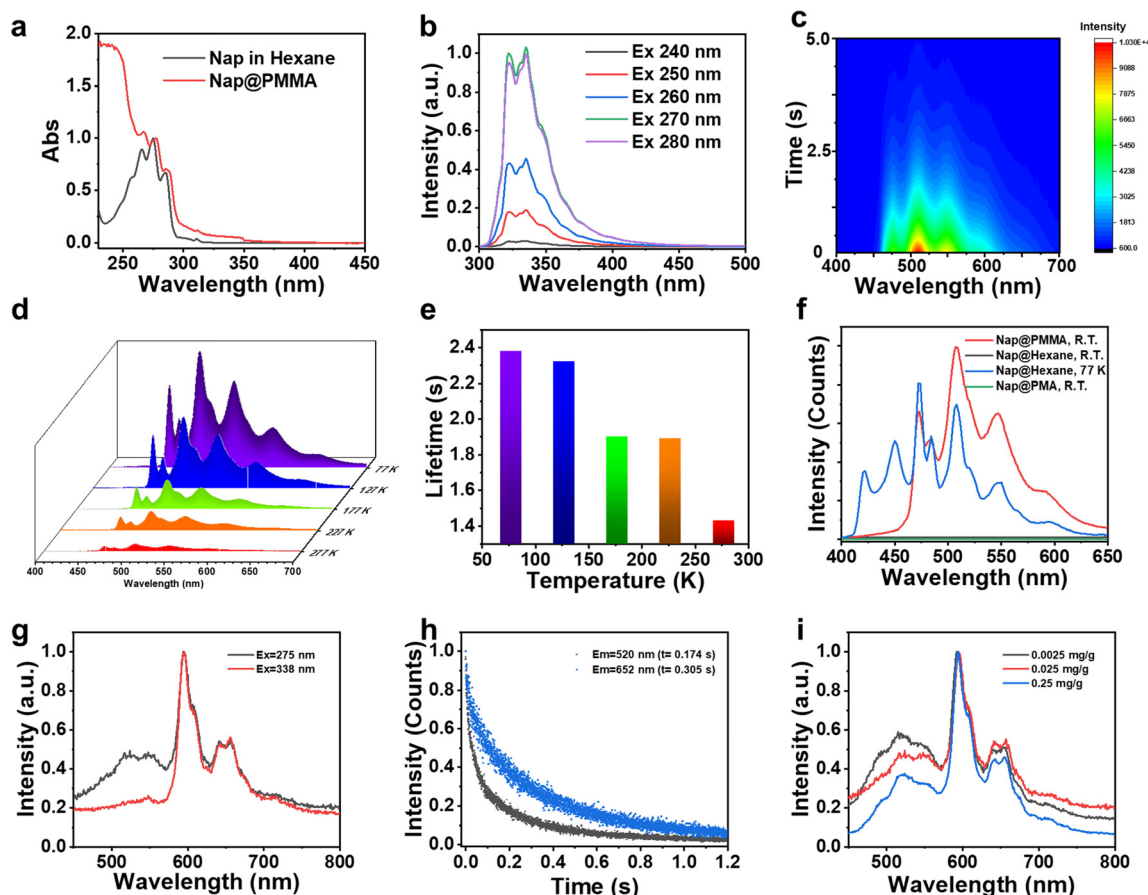 a
2.0
1.5
1.0
0.5
0.0
Abs
Nap in Hexane
Nap@PMMA
250
300
350
400
450
Wavelength (nm)
b
1.0
0.8
0.6
0.4
0.2
0.0
Intensity (a.u.)
Ex 240 nm
Ex 250 nm
Ex 260 nm
Ex 270 nm
Ex 280 nm
300
350
400
450
500
Wavelength (nm)
c
5.0
2.5
0
Time (s)
400
500
600
700
Wavelength (nm)
Intensity
1.030E+4
9088
7875
6663
5450
4238
3025
1813
600.0
d
77 K
127 K
177 K
227 K
277 K
400
450
500
550
600
650
700
Wavelength (nm)
e
2.4
2.2
2.0
1.8
1.6
1.4
Lifetime (s)
50
100
150
200
250
300
Temperature (K)
f
Intensity (Counts)
Nap@PMMA, R.T.
Nap@Hexane, R.T.
Nap@Hexane, 77 K
Nap@PMA, R.T.
400
450
500
550
600
650
Wavelength (nm)
g
1.0
0.8
0.6
0.4
0.2
0.0
Intensity (a.u.)
Ex=275 nm
Ex=338 nm
500
600
700
800
Wavelength (nm)
h
1.0
0.8
0.6
0.4
0.2
0.0
Intensity (Counts)
Em=520 nm (t= 0.174 s)
Em=652 nm (t= 0.305 s)
0.0
0.2
0.4
0.6
0.8
1.0
1.2
Time (s)
i
1.0
0.8
0.6
0.4
0.2
0.0
Intensity (a.u.)
0.0025 mg/g
0.025 mg/g
0.25 mg/g
500
600
700
800
Wavelength (nm)